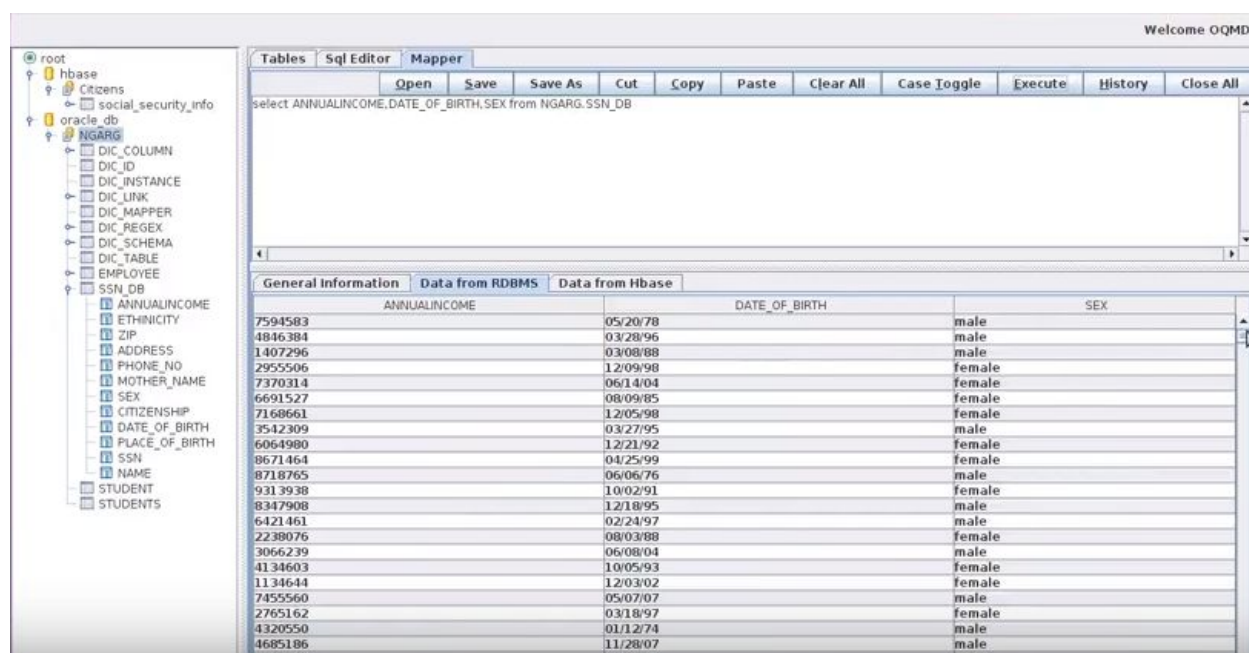 Welcome OQMD
root
hbase
Citizens
social_security_info
oracle_db
NGARG
DIC_COLUMN
DIC_ID
DIC_INSTANCE
DIC_LINK
DIC_MAPPER
DIC_REGEX
DIC_SCHEMA
DIC_TABLE
EMPLOYEE
SSN_DB
ANNUALINCOME
ETHINICITY
ZIP
ADDRESS
PHONE_NO
MOTHER_NAME
SEX
CITIZENSHIP
DATE_OF_BIRTH
PLACE_OF_BIRTH
SSN
NAME
STUDENT
STUDENTS
Tables Sql Editor Mapper
Open Save Save As Cut Copy Paste Clear All Case Toggle Execute History Close All
select ANNUALINCOME,DATE_OF_BIRTH,SEX from NGARG.SSN_DB
General Information Data from RDBMS Data from Hbase
ANNUALINCOME DATE_OF_BIRTH SEX
7594583 05/20/78 male
4846384 03/28/96 male
1407296 03/08/88 male
2955506 12/09/98 female
7370314 06/14/04 female
6691527 08/09/85 female
7168661 12/05/98 female
3542309 03/27/95 male
6064980 12/21/92 female
8671464 04/25/99 female
8718765 06/06/76 male
9313938 10/02/91 female
8347908 12/18/95 male
6421461 02/24/97 male
2238076 08/03/88 female
3066239 06/08/04 male
4134603 10/05/93 female
1134644 12/03/02 female
7455560 05/07/07 male
2765162 03/18/97 female
4320550 01/12/74 male
4685186 11/28/07 male